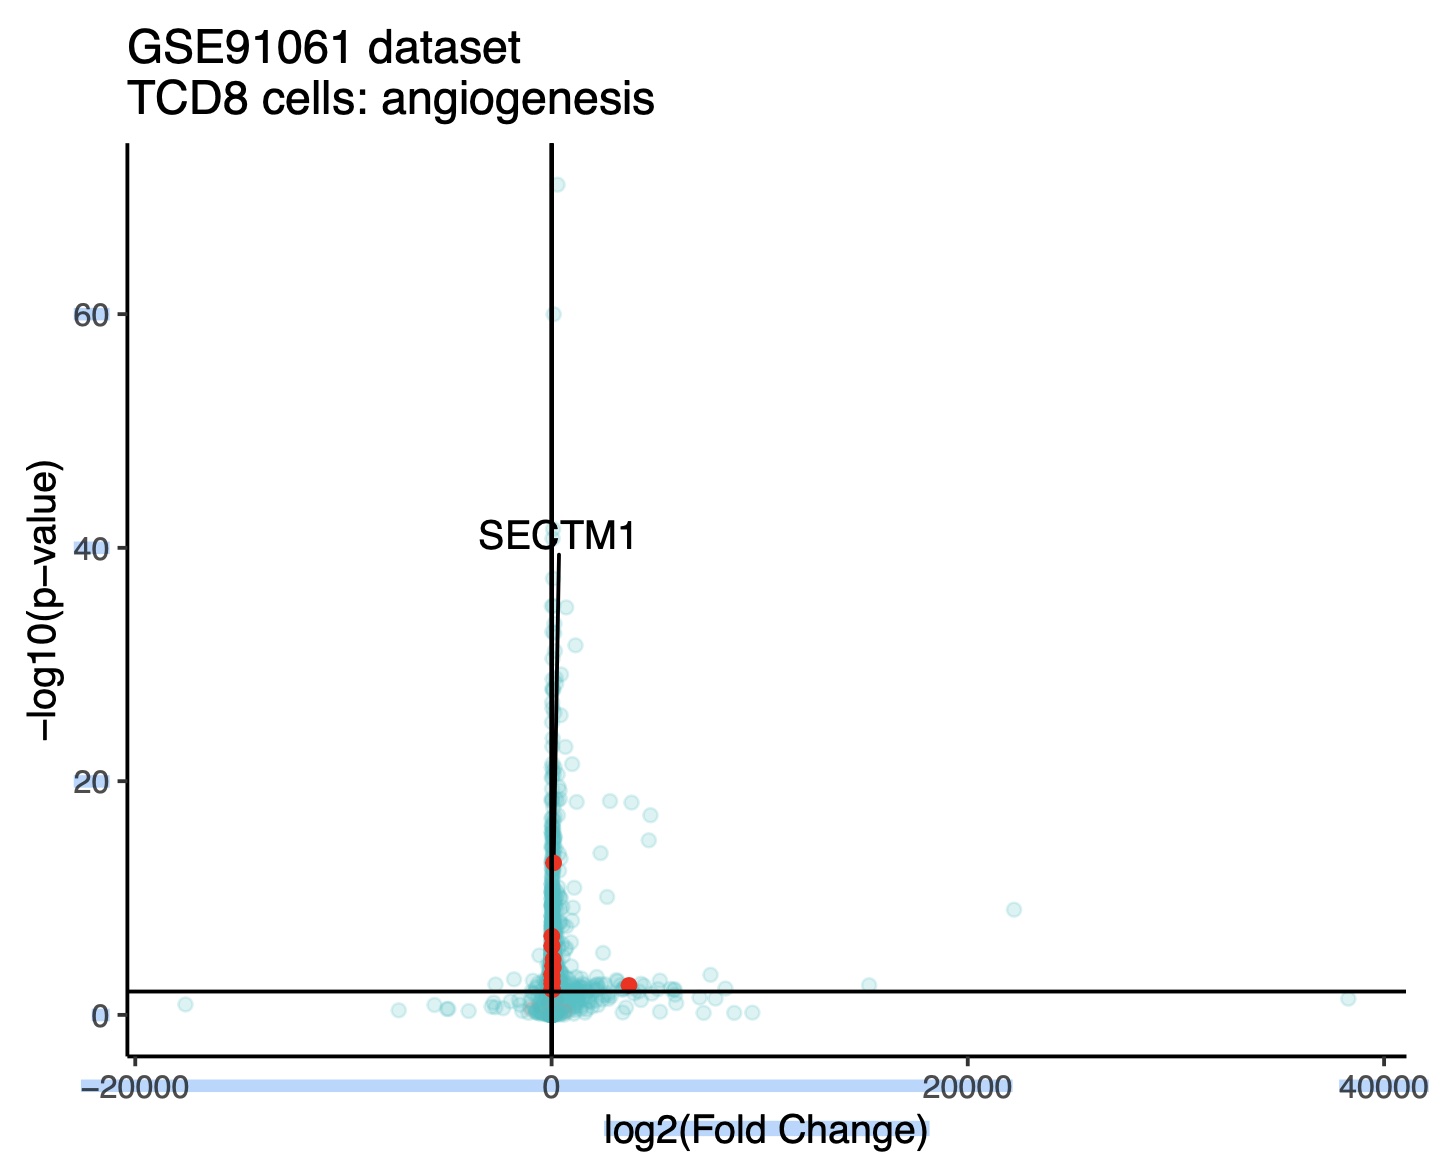 GSE91061 dataset
TCD8 cells: angiogenesis
−log10(p−value)
60
40
20
0
SECTM1
−20000
0
20000
40000
log2(Fold Change)